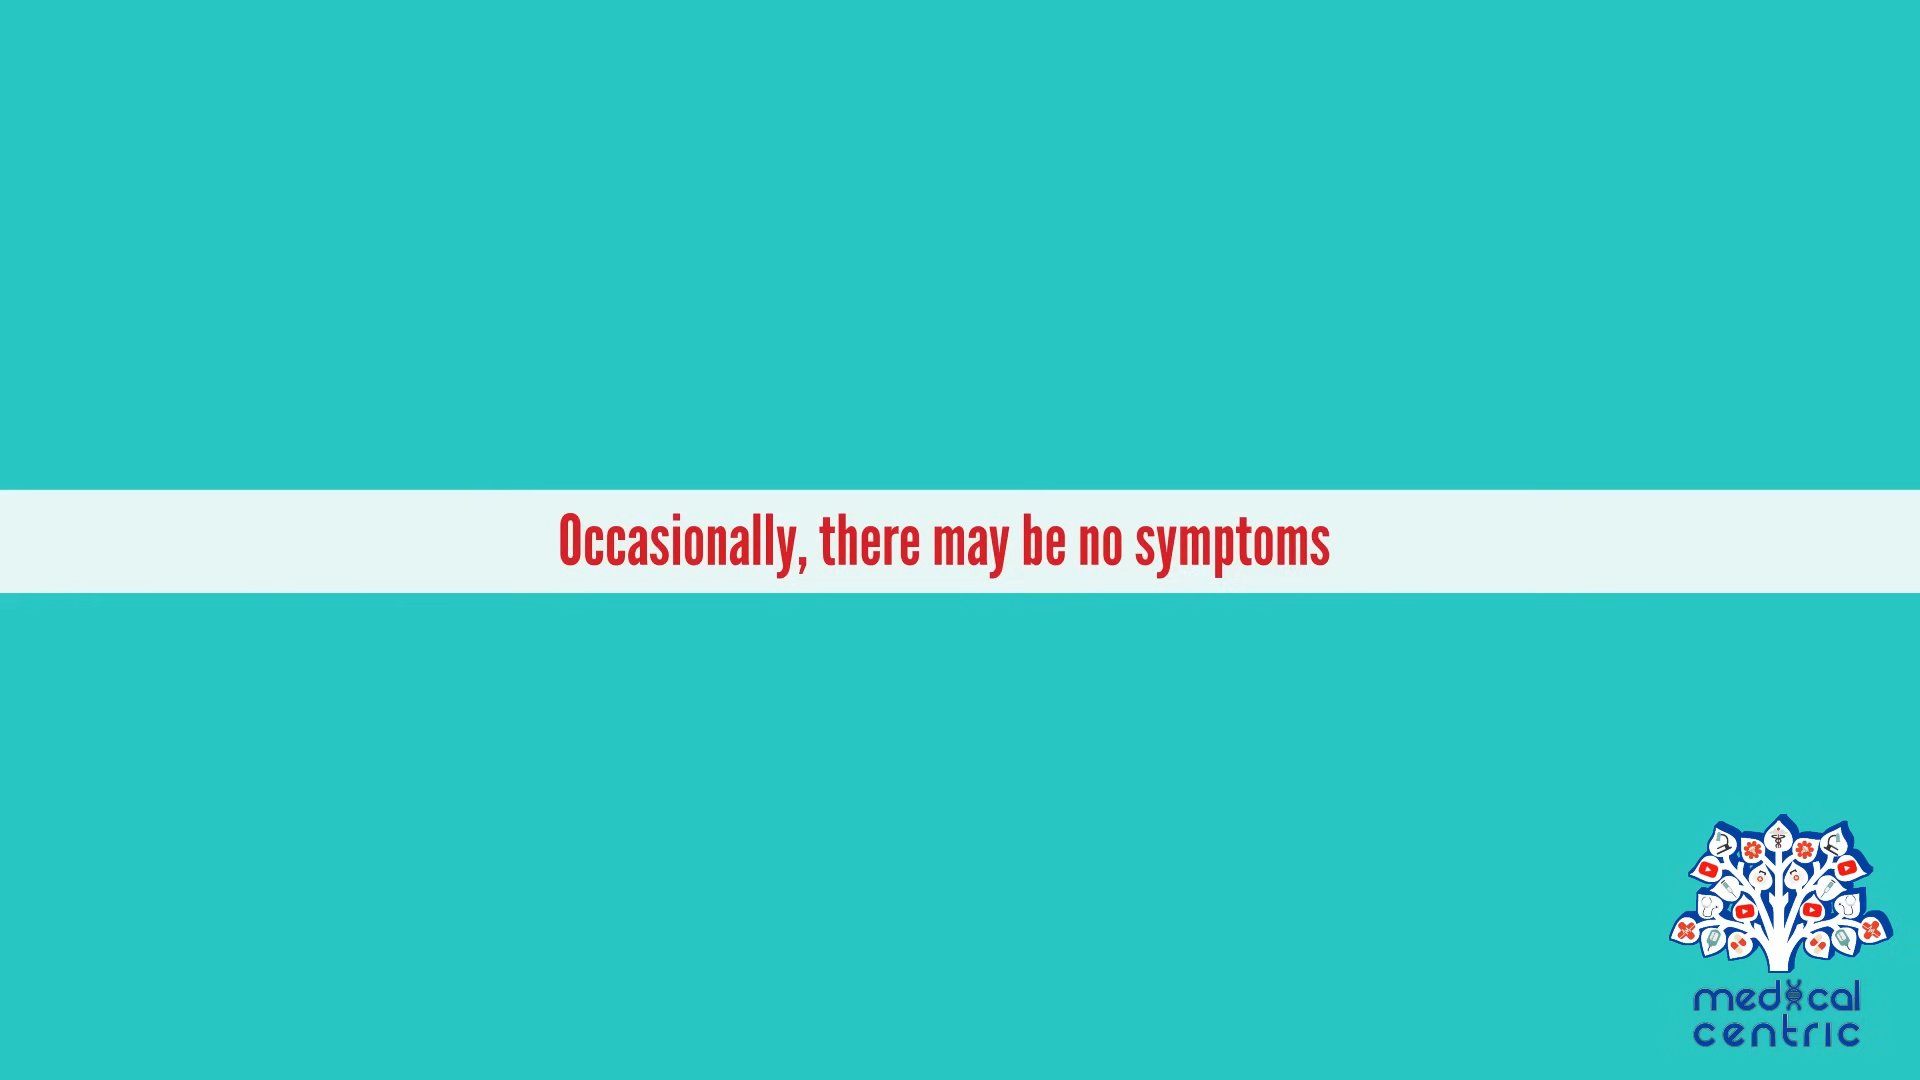 Occasionally, there may be no symptoms
medical
centric